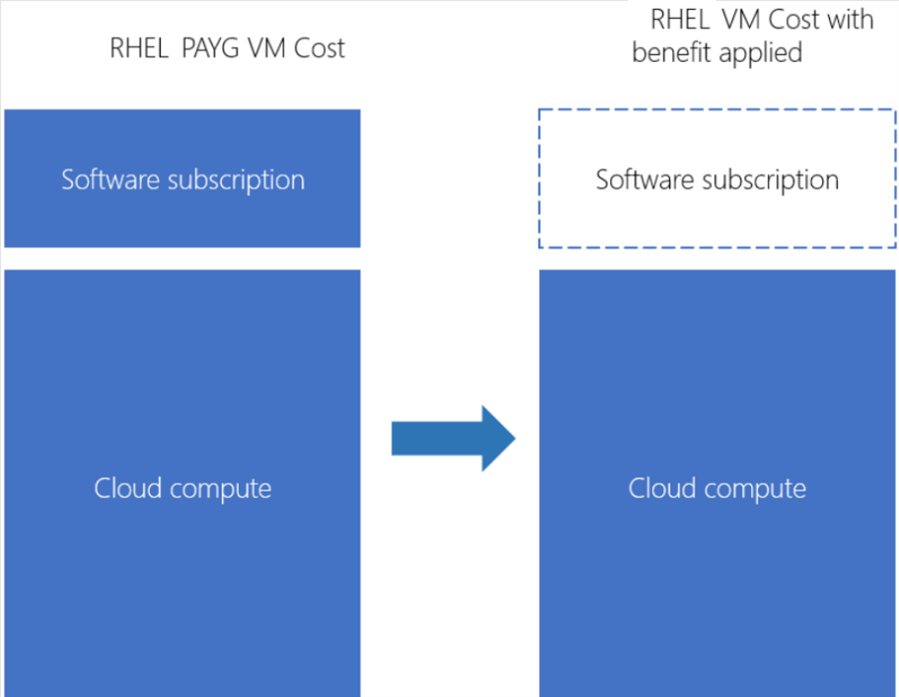 RHEL PAYG VM Cost
RHEL VM Cost with
benefit applied
Software subscription
Software subscription
Cloud compute
Cloud compute